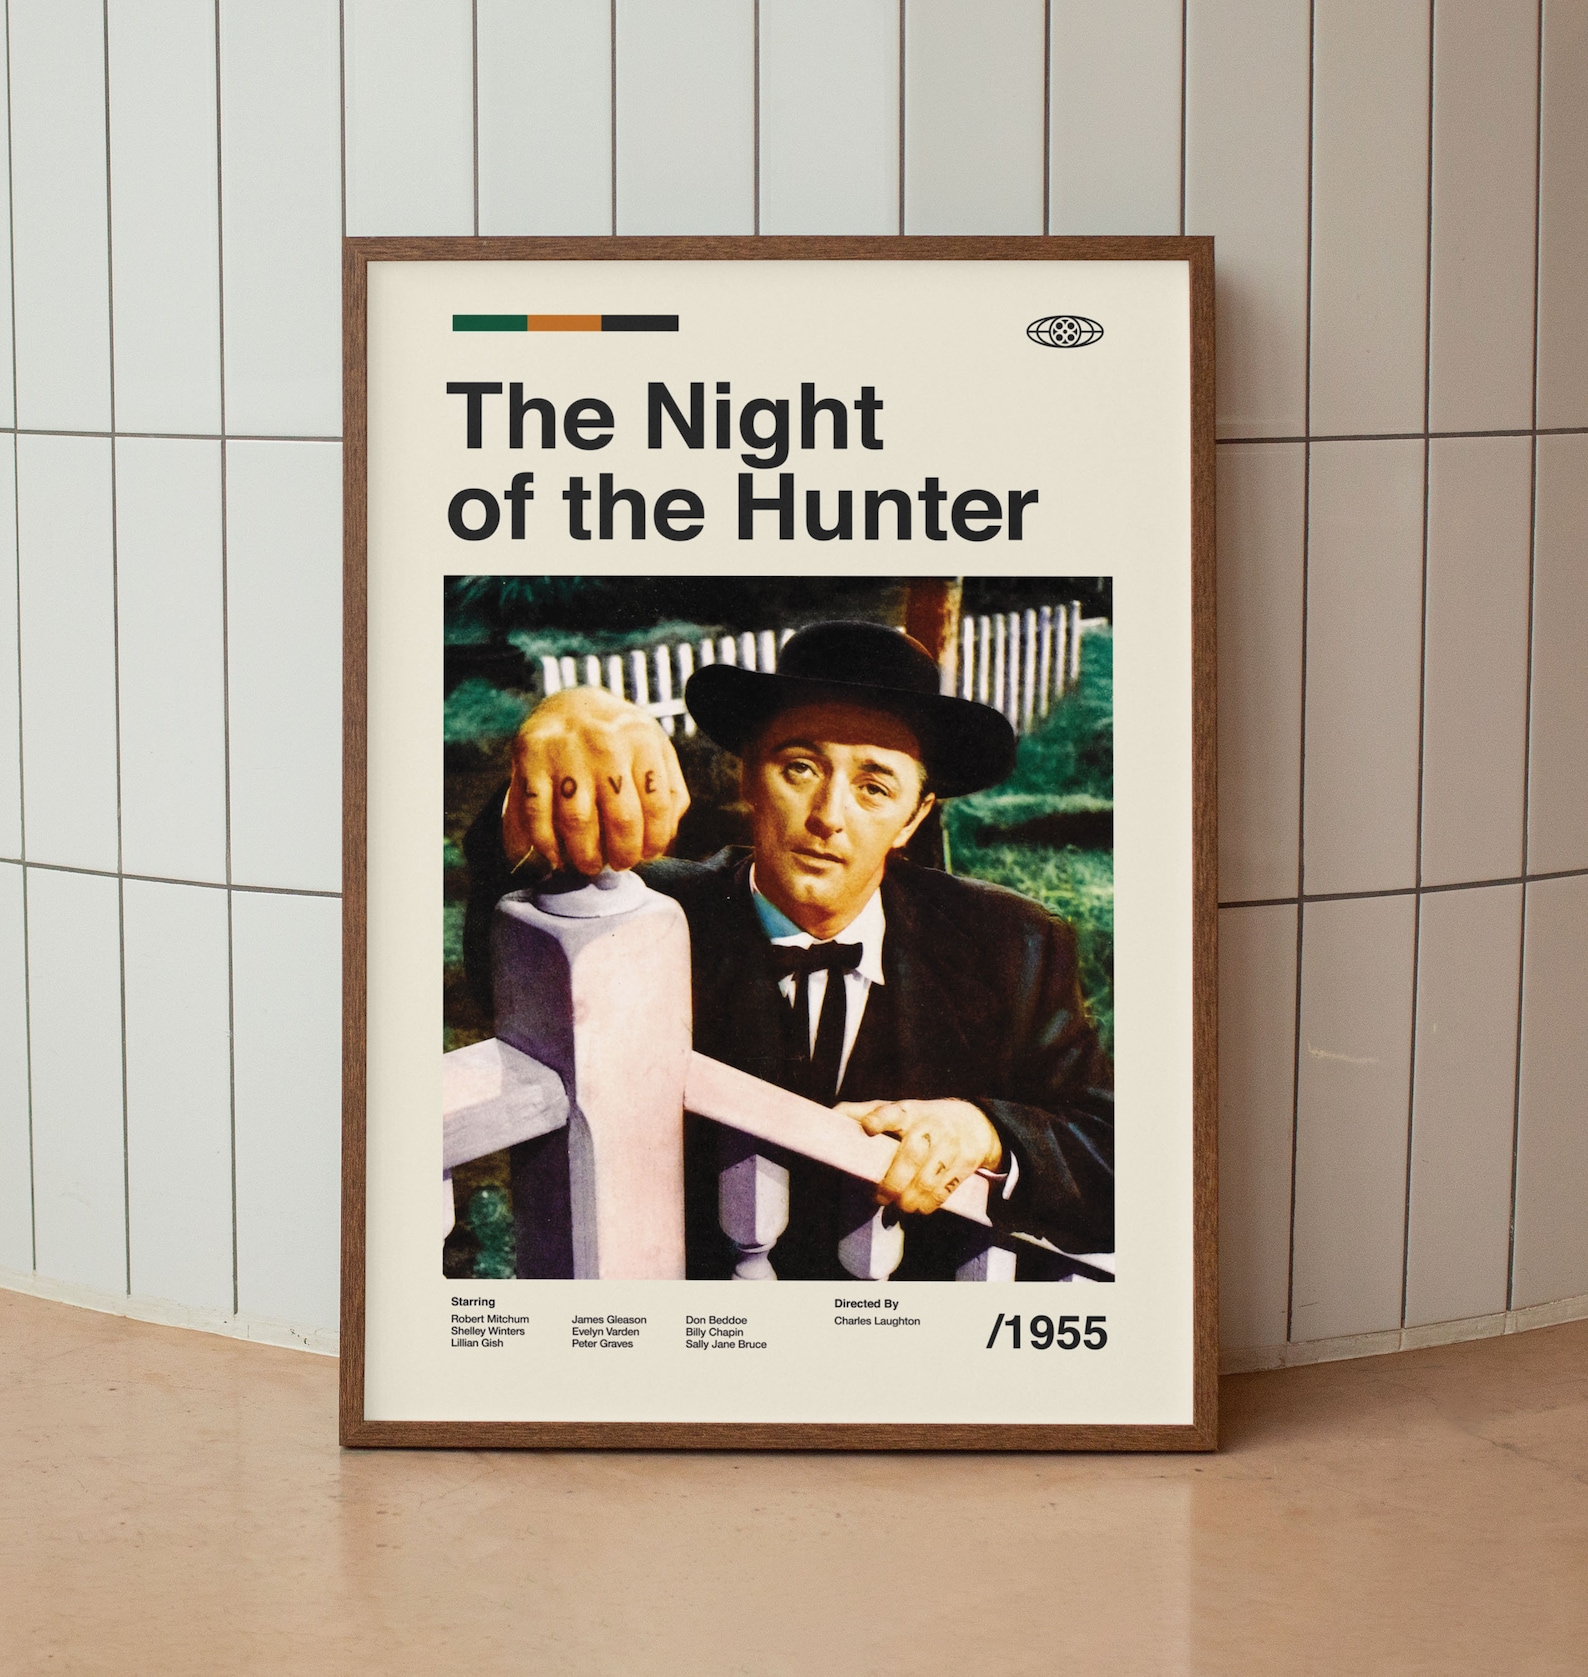 The Night
of the Hunter
LOVE
Starring
Robert Mitchum
Shelley Winters
Lillian Gish
James Gleason
Evelyn Varden
Peter Graves
Don Beddoe
Billy Chapin
Sally Jane Bruce
Directed By
Charles Laughton
/1955